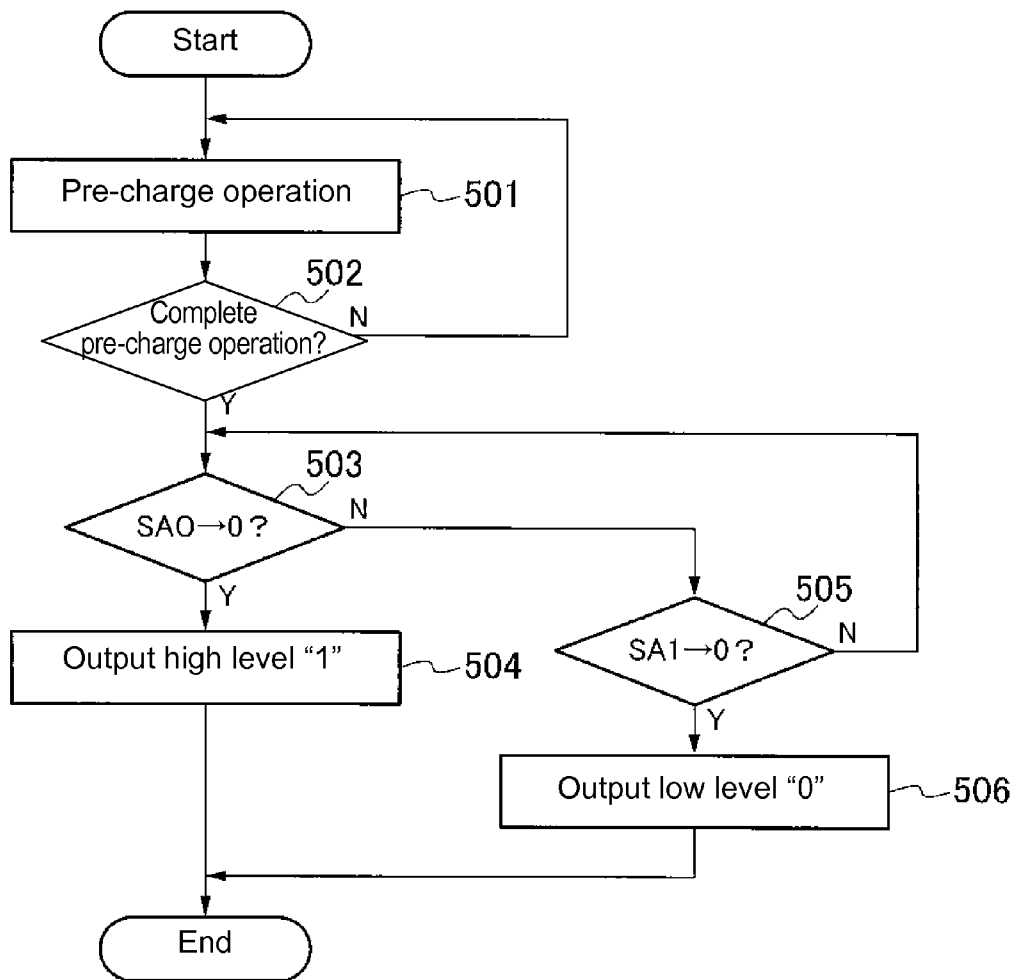 Start
Pre-charge operation
501
502
Complete
pre-charge operation?
N
Y
503
SA0→0?
N
Y
505
SA1→0?
N
Output high level “1”
504
Y
Output low level “0”
506
End